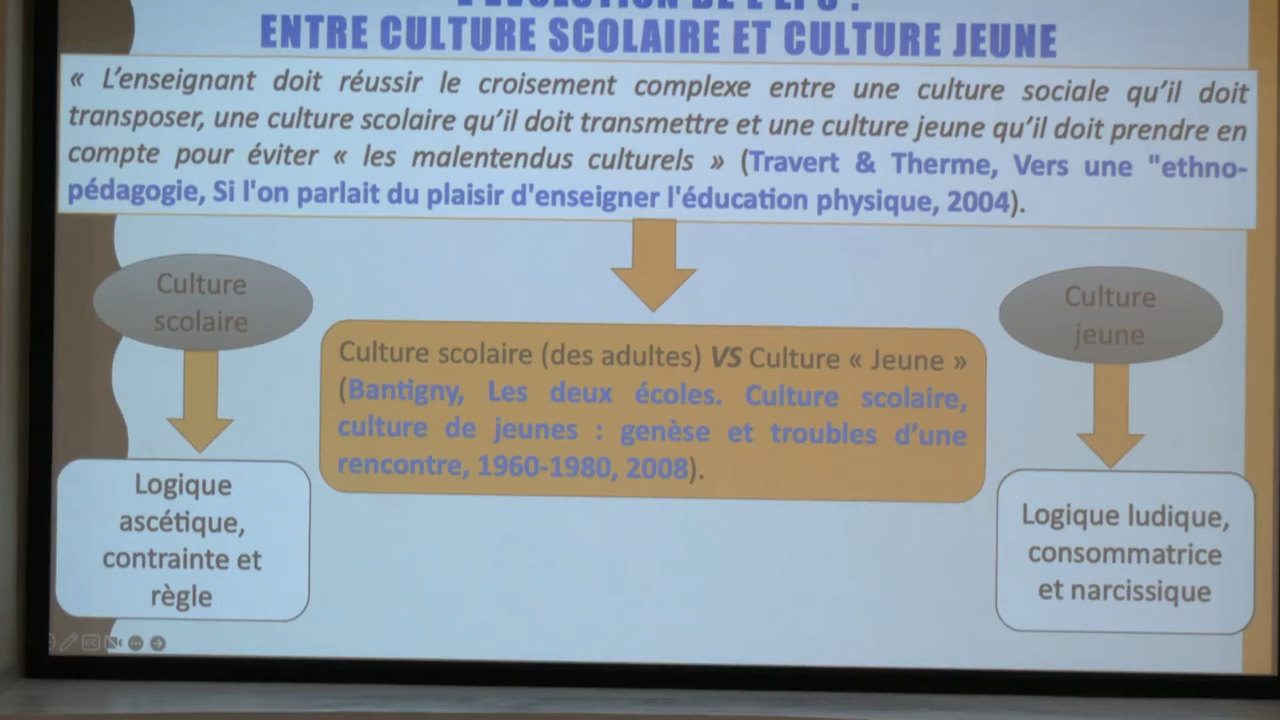 ENTRE CULTURE SCOLAIRE ET CULTURE JEUNE
« L'enseignant doit réussir le croisement complexe entre une culture sociale qu'il doit
transposer, une culture scolaire qu'il doit transmettre et une culture jeune qu'il doit prendre en
compte pour éviter « les malentendus culturels » (Travert & Therme, Vers une "ethno-
pédagogie, Si l'on parlait du plaisir d'enseigner l'éducation physique, 2004).
Culture
scolaire
Culture
jeune
Culture scolaire (des adultes) VS Culture « Jeune »
(Bantigny, Les deux écoles. Culture scolaire,
culture de jeunes : genèse et troubles d'une
rencontre, 1960-1980, 2008).
Logique
ascétique,
contrainte et
règle
Logique ludique,
consommatrice
et narcissique